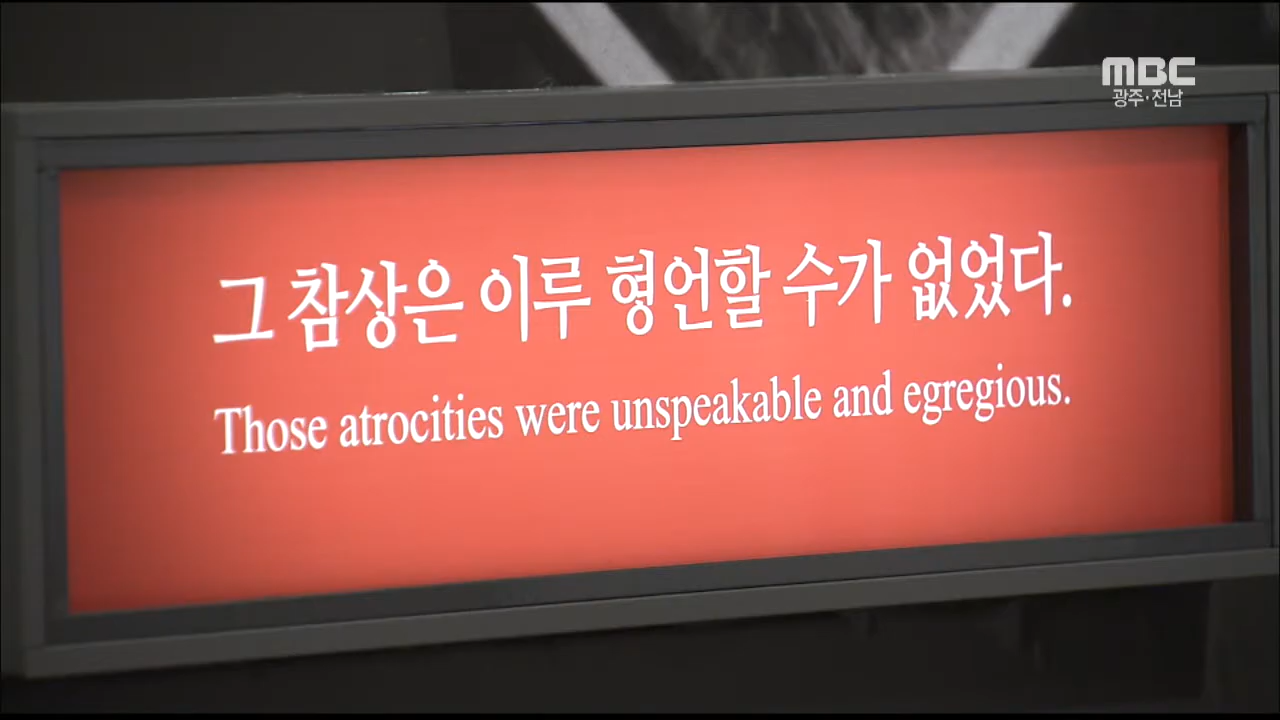 MBC
광주·전남
그 참상은 이루 형언할 수가 없었다.
Those atrocities were unspeakable and egregious.